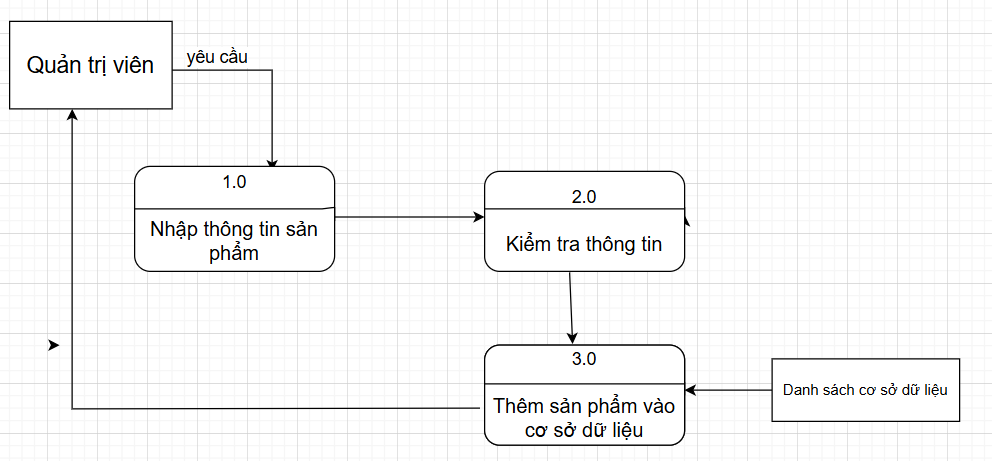 Quản trị viên
yêu cầu
1.0
Nhập thông tin sản
phẩm
2.0
Kiểm tra thông tin
3.0
Thêm sản phẩm vào
cơ sở dữ liệu
Danh sách cơ sở dữ liệu